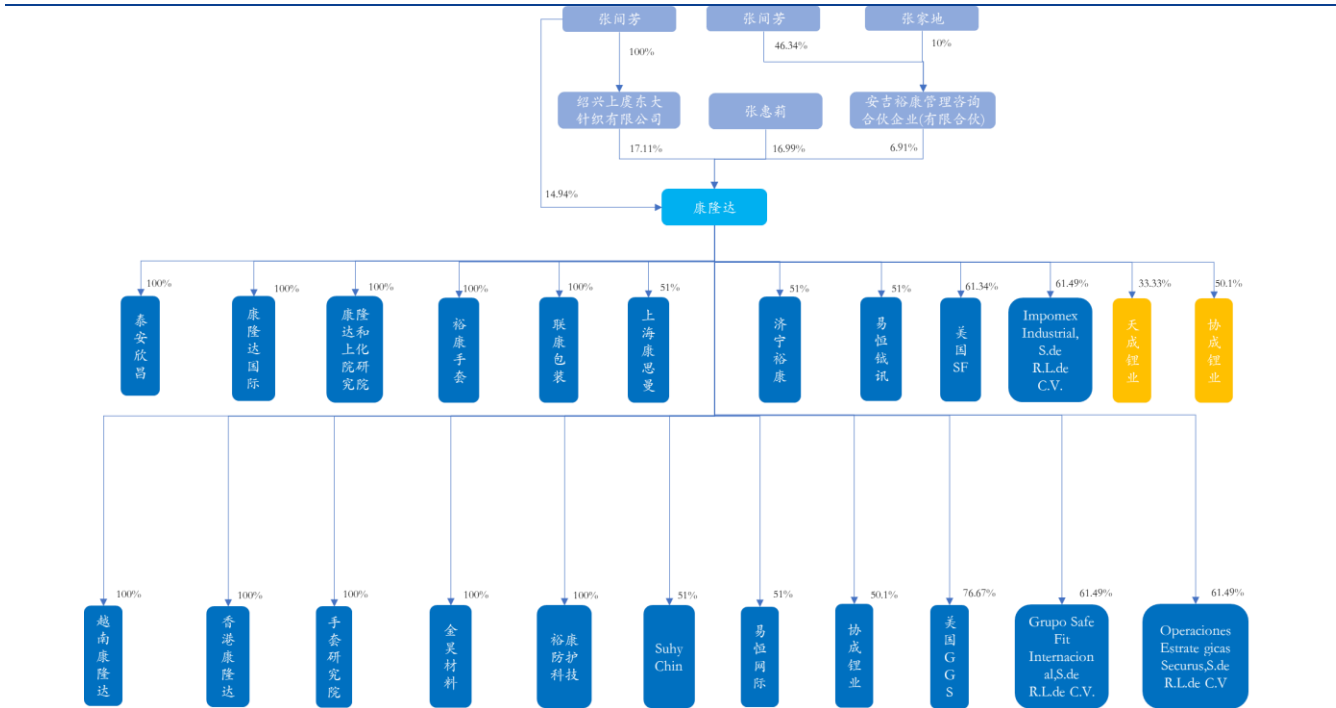 张间芳
张间芳
张家地
100%
46.34%
10%
绍兴上虞东大
针织有限公司
张惠莉
安吉裕康管理咨询
合伙企业(有限合伙)
17.11%
16.99%
6.91%
14.94%
康隆达
100%
100%
100%
100%
100%
51%
51%
51%
61.34%
61.49%
33.33%
50.1%
泰安欣昌
康隆达国际
康隆
达和
上化
院研
究究
院
裕康手套
联康包装
上海康思曼
济宁裕康
易恒钺讯
美国
SF
Impomex
Industrial,
S.de
R.L.de
C.V.
天成锂业
协成锂业
100%
100%
100%
100%
100%
51%
51%
50.1%
76.67%
61.49%
61.49%
越南康隆达
香港康隆达
手套研究院
金昊材料
裕康
防护
科技
Suhy
Chin
易恒网际
协成锂业
美国GGS
Grupo Safe
Fit
Internacion
al,S.de
R.L.de C.V.
Operaciones
Estrate gicas
Securus,S.de
R.L.de C.V